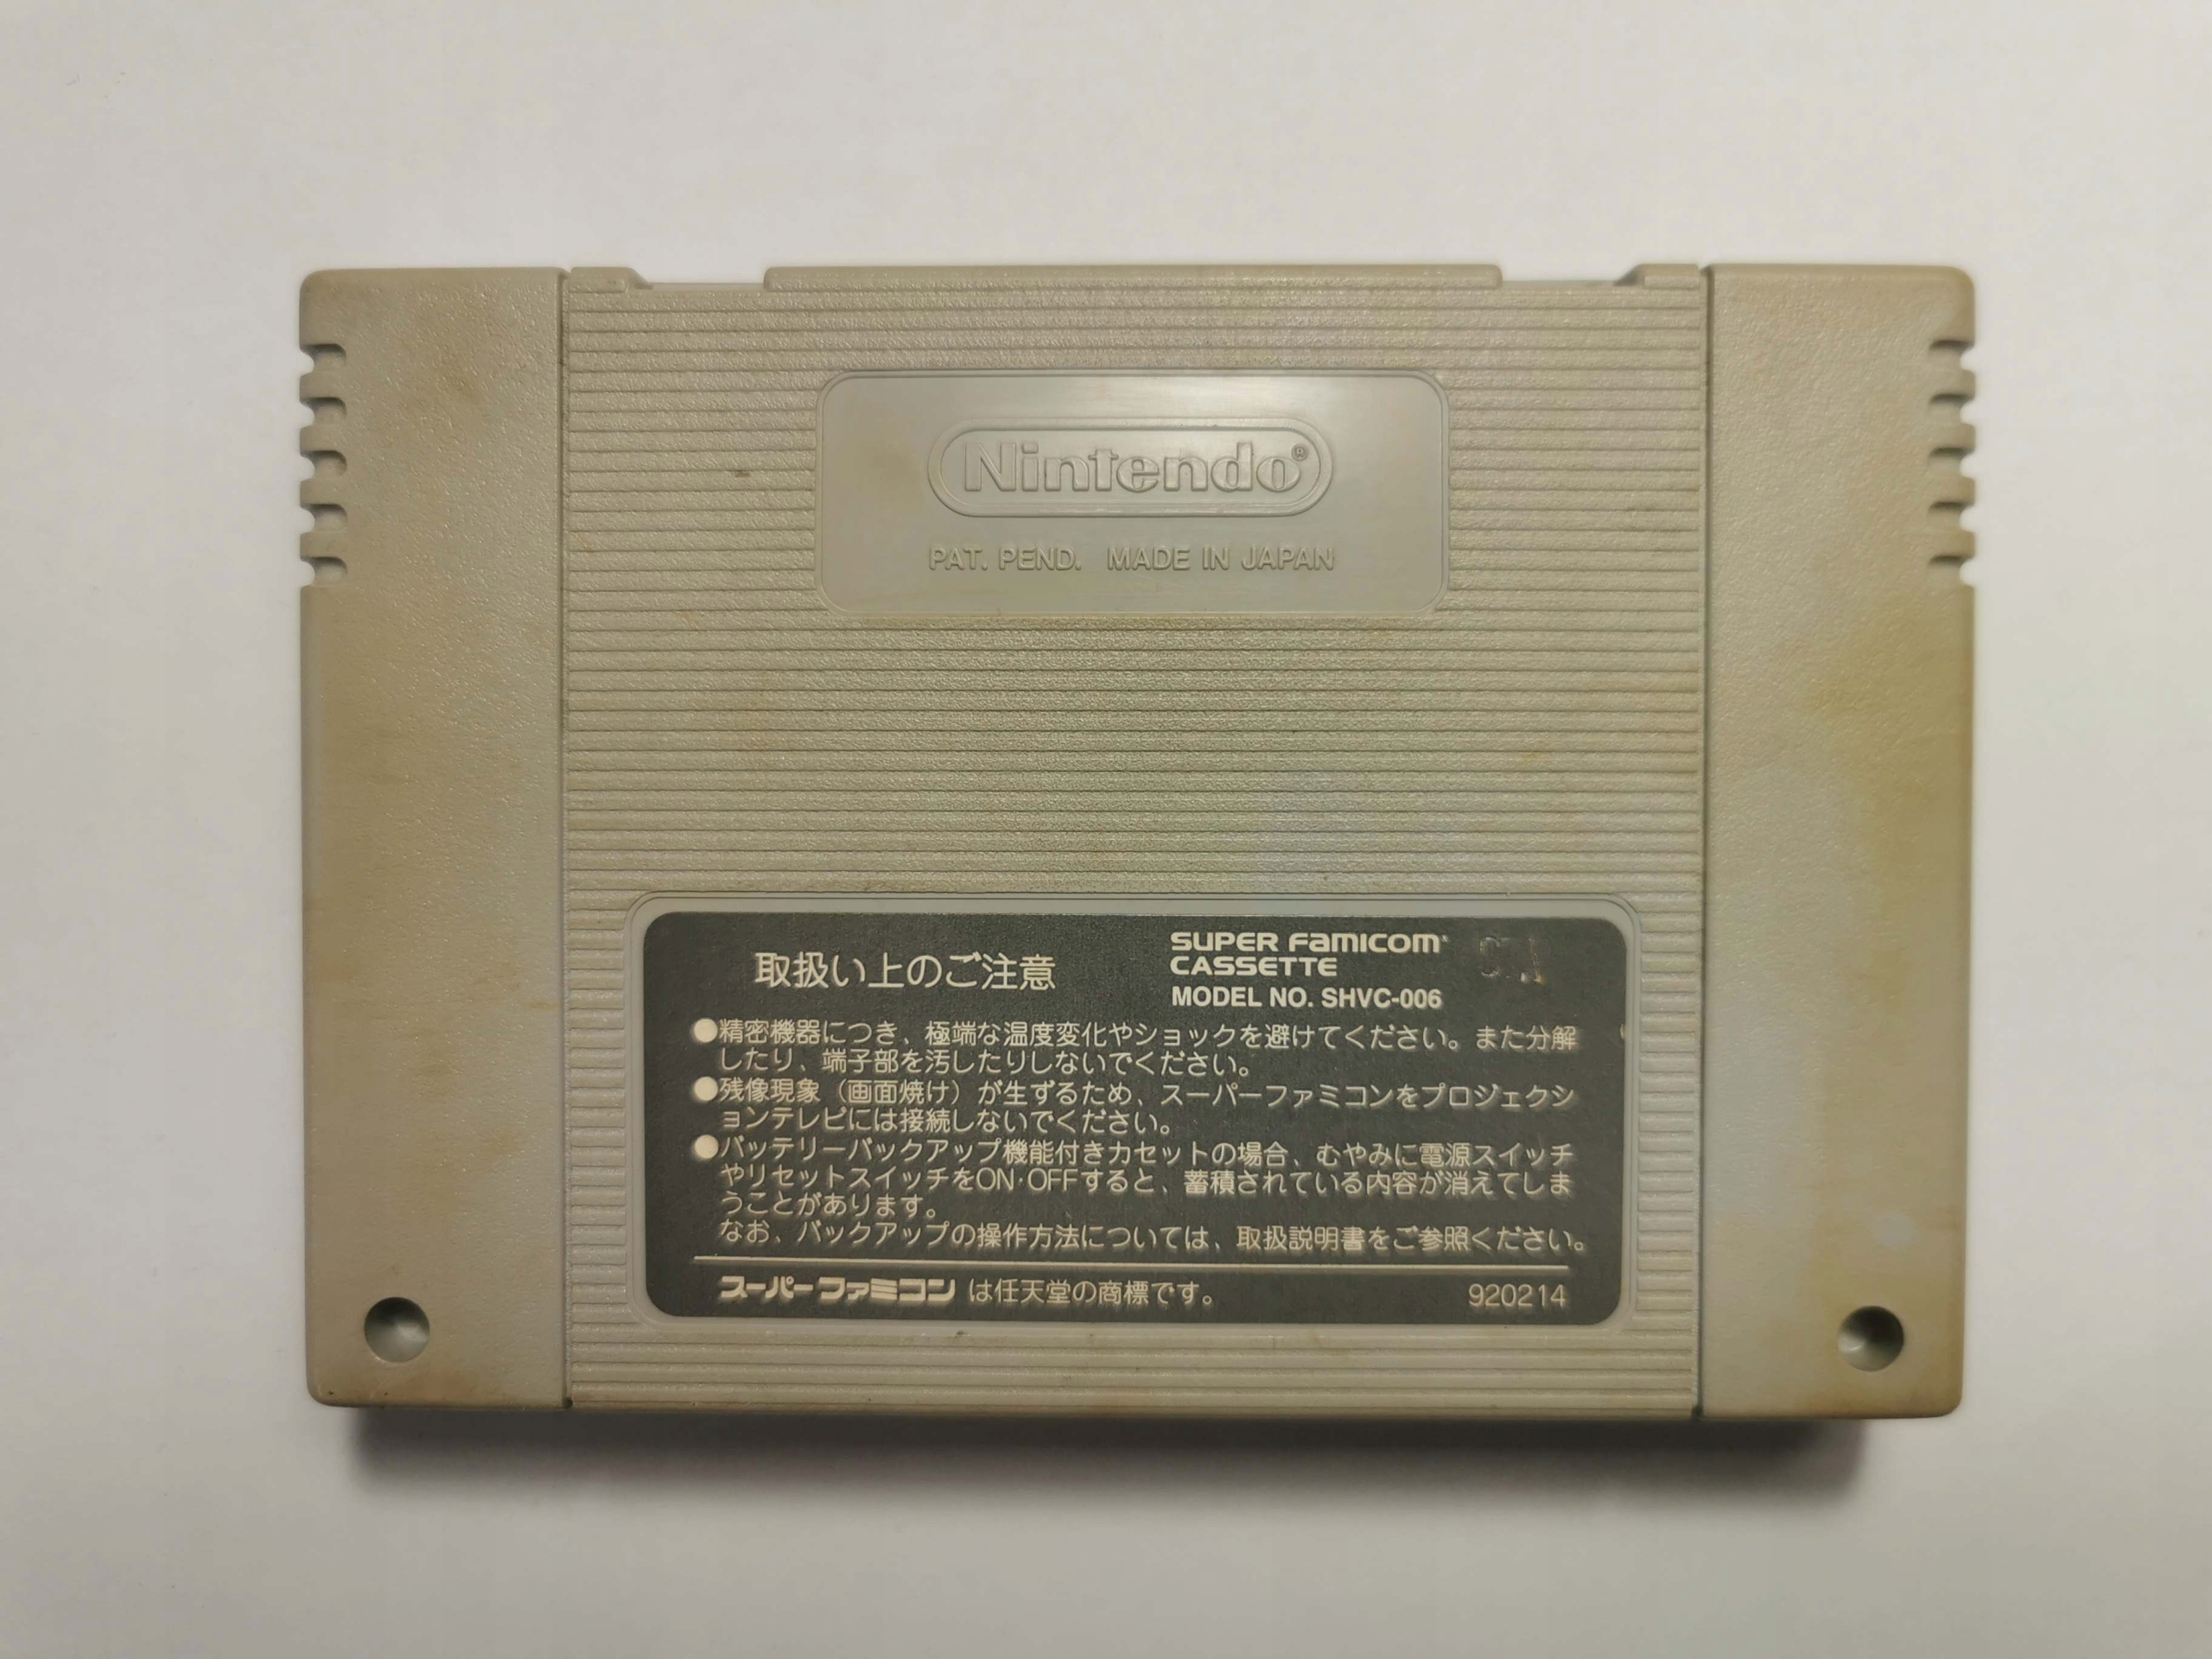 Nintendo®
PAT. PEND. MADE IN JAPAN
取扱い上のご注意
SUPER FAMICOM
CASSETTE
MODEL NO. SHVC-006
●精密機器につき、極端な温度変化やショックを避けてください。また分解
したり、端子部を汚したりしないでください。
●残像現象（画面焼け）が生ずるため、スーパーファミコンをプロジェクシ
ョンテレビには接続しないでください。
●バッテリーバックアップ機能付きカセットの場合、むやみに電源スイッチ
やリセットスイッチをON･OFFすると、蓄積されている内容が消えてしま
うことがあります。
なお、バックアップの操作方法については、取扱説明書をご参照ください。
スーパーファミコン は任天堂の商標です。
920214